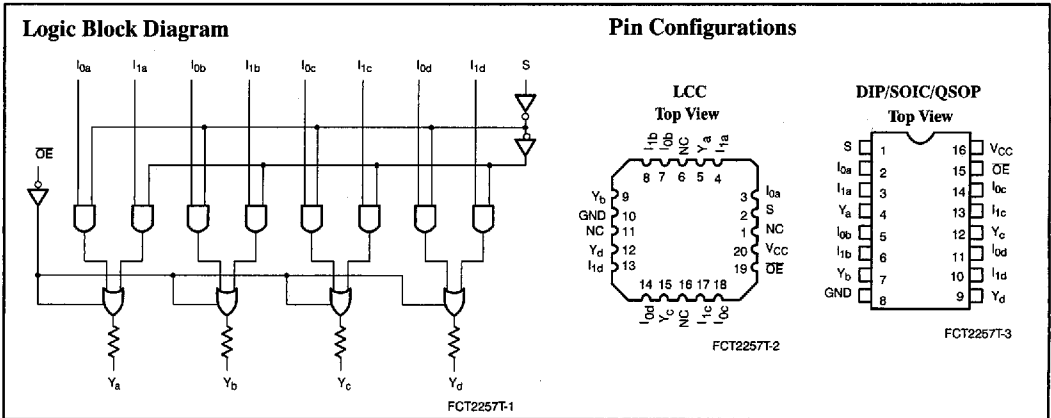 Logic Block Diagram
I0a I1a I0b I1b I0c I1c I0d I1d S
OE
Ya Yb Yc Yd
FCT2257T-1
Pin Configurations
LCC
Top View
I1b I0b NC Ya I1a
8 7 6 5 4
Yb 9 3 I0a
GND 10 2 S
NC 11 1 NC
Yd 12 20 VCC
I1d 13 19 OE
14 15 16 17 18
I0d Yc NC I1c I0c
FCT2257T-2
DIP/SOIC/QSOP
Top View
S 1 16 VCC
I0a 2 15 OE
I1a 3 14 I0c
Ya 4 13 I1c
I0b 5 12 Yc
I1b 6 11 I0d
Yb 7 10 I1d
GND 8 9 Yd
FCT2257T-3